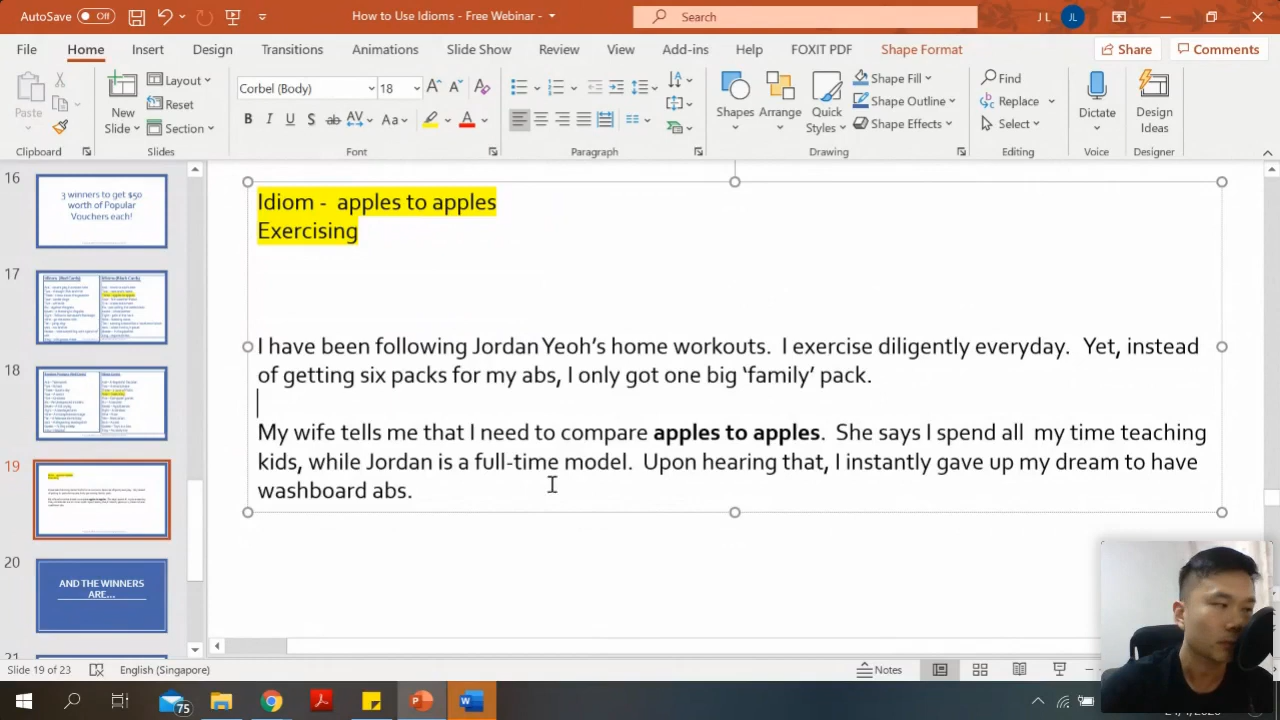 AutoSave Off
How to Use Idioms - Free Webinar -
Search
J L
JL
File Home Insert Design Transitions Animations Slide Show Review View Add-ins Help FOXIT PDF Shape Format
Share Comments
Paste
New Slide
Layout
Reset
Section
Corbel (Body) 18
Shapes Arrange Quick Styles
Shape Fill
Shape Outline
Shape Effects
Find
Replace
Select
Dictate
Design Ideas
Clipboard Slides Font Paragraph Drawing Editing Voice Designer
16
3 winners to get $50
worth of Popular
Vouchers each!
17
18
19
20
AND THE WINNERS
ARE...
21
Idiom - apples to apples
Exercising
I have been following Jordan Yeoh's home workouts. I exercise diligently everyday. Yet, instead
of getting six packs for my abs, I only got one big 'family' pack.
My wife tells me that I need to compare apples to apples. She says I spend all my time teaching
kids, while Jordan is a full-time model. Upon hearing that, I instantly gave up my dream to have
washboard abs.
Slide 19 of 23 English (Singapore) Notes
75